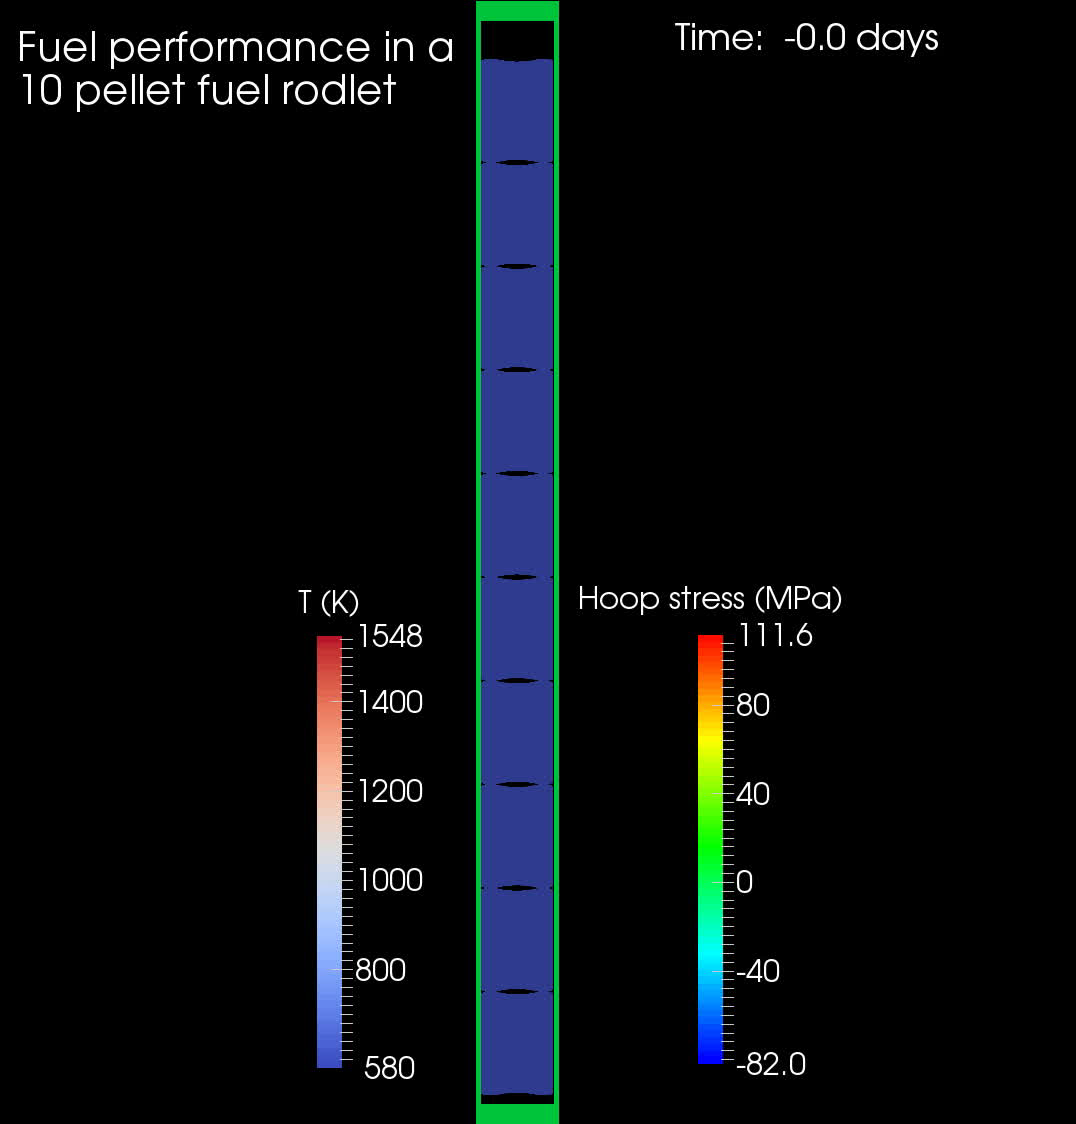 Fuel performance in a
10 pellet fuel rodlet
Time: -0.0 days
T (K)
1548
1400
1200
1000
800
580
Hoop stress (MPa)
111.6
80
40
0
-40
-82.0